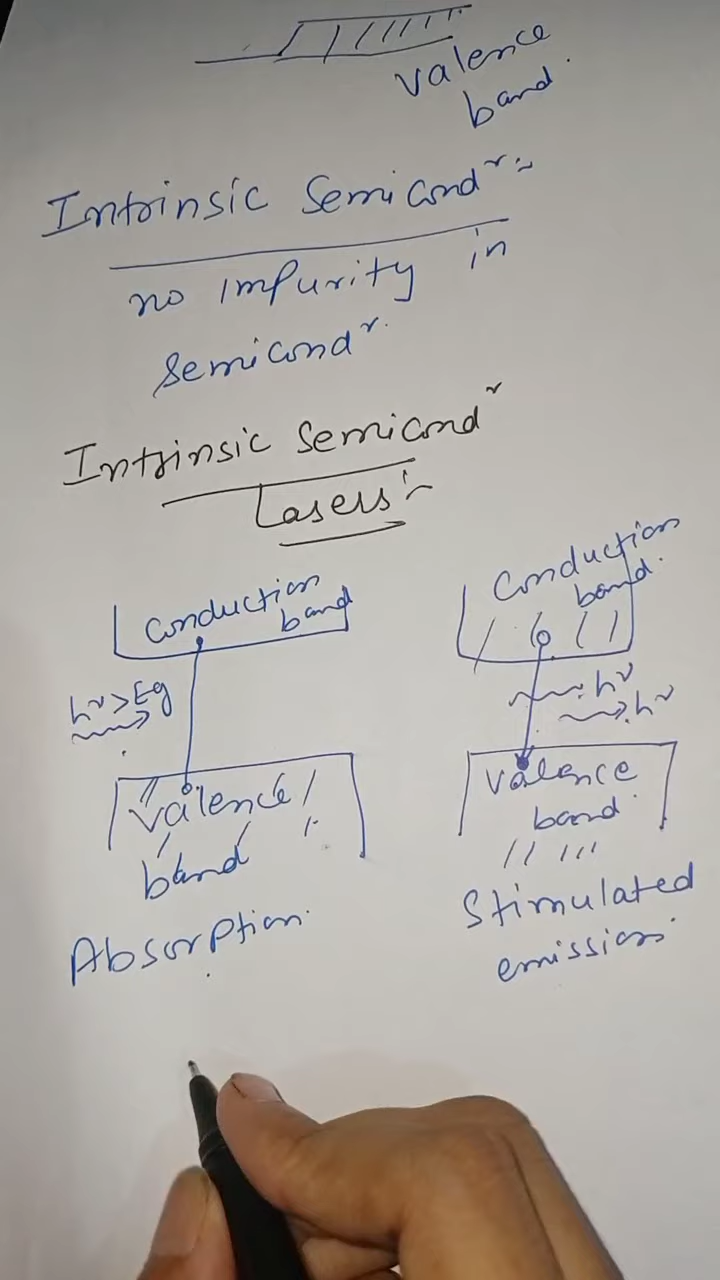 Valence
band.
Intrinsic Semicondr :-
no impurity in
Semicondr.
Intrinsic Semicondr
Lasers :-
Conduction
band
hν>Eg
Valence
band
Absorption.
Conduction
band.
hν
hν
Valence
band.
Stimulated
emission.